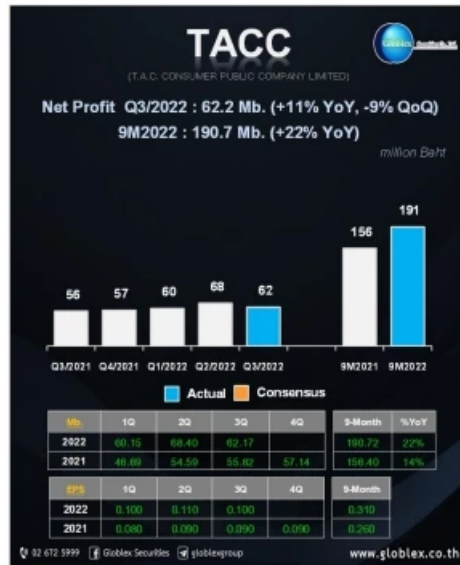 TACC
Globlex
(T.A.C. CONSUMER PUBLIC COMPANY LIMITED)
Net Profit Q3/2022 : 62.2 Mb. (+11% YoY, -9% QoQ)
9M2022 : 190.7 Mb. (+22% YoY)
million Baht
56 57 60 68 62 156 191
Q3/2021 Q4/2021 Q1/2022 Q2/2022 Q3/2022 9M2021 9M2022
Actual Consensus
Mb. 1Q 2Q 3Q 4Q 9-Month %YoY
2022 60.15 68.40 62.17 190.72 22%
2021 46.69 54.59 55.82 57.14 156.40 14%
EPS 1Q 2Q 3Q 4Q 9-Month
2022 0.100 0.110 0.100 0.310
2021 0.080 0.090 0.090 0.090 0.260
02 672 5999 Globlex Securities globlexgroup www.globlex.co.th